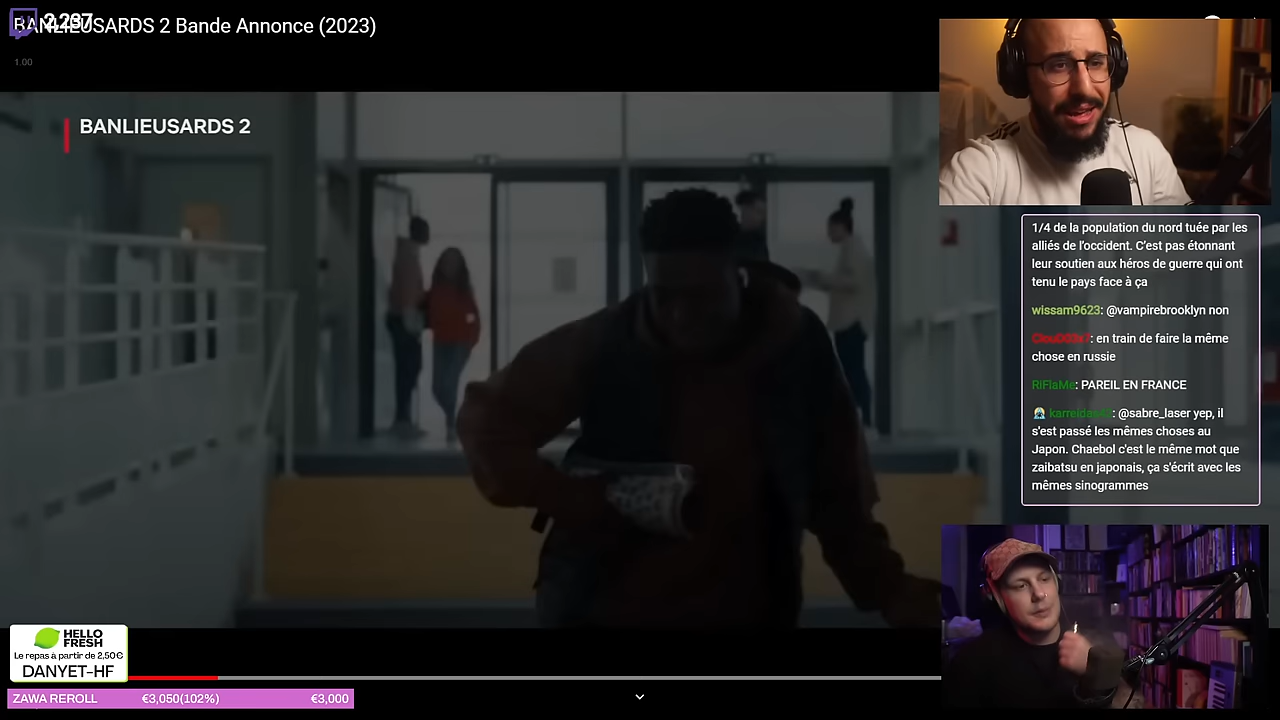 BANLIEUSARDS 2 Bande Annonce (2023)
1.00
BANLIEUSARDS 2
1/4 de la population du nord tuée par les
alliés de l'occident. C'est pas étonnant
leur soutien aux héros de guerre qui ont
tenu le pays face à ça
wissam9623: @vampirebrooklyn non
: en train de faire la même
chose en russie
RiFlaMe: PAREIL EN FRANCE
: @sabre_laser yep, il
s'est passé les mêmes choses au
Japon. Chaebol c'est le même mot que
zaibatsu en japonais, ça s'écrit avec les
mêmes sinogrammes
HELLO
FRESH
Le repas à partir de 2,50€
DANYET-HF
ZAWA REROLL €3,050(102%) €3,000